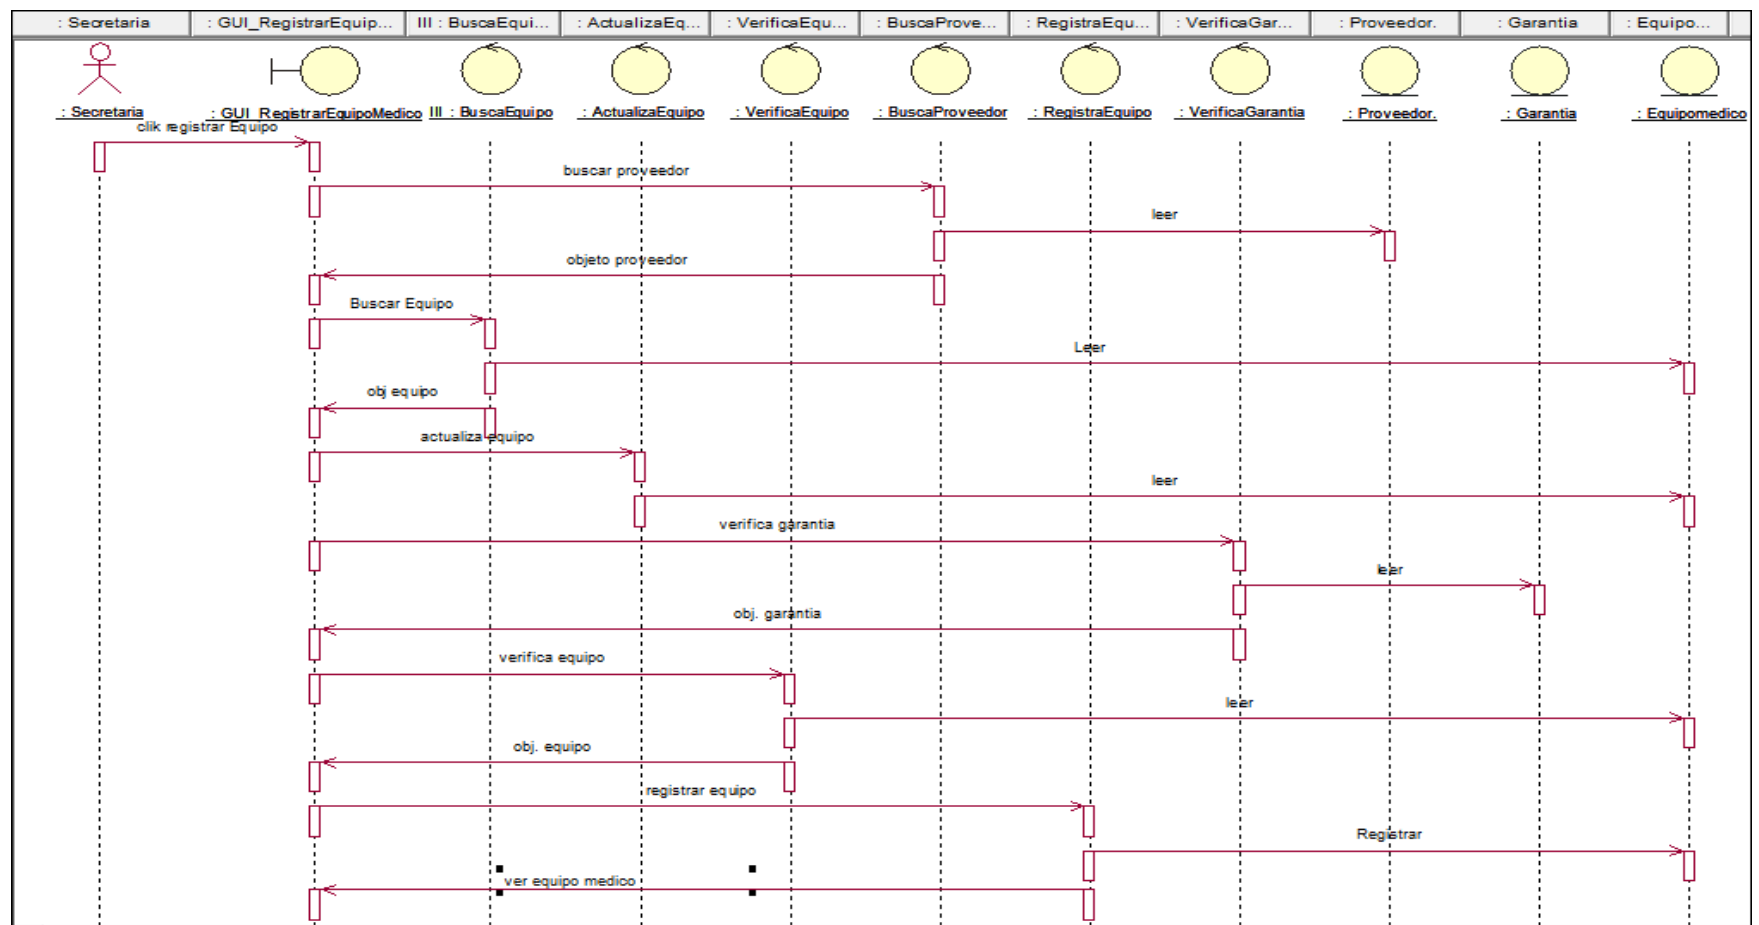 : Secretaria
: GUI_RegistrarEquip...
III : BuscaEqui...
: ActualizaEq...
: VerificaEqu...
: BuscaProve...
: RegistraEqu...
: VerificaGar...
: Proveedor.
: Garantia
: Equipo...
: Secretaria
: GUI_RegistrarEquipoMedico
III : BuscaEquipo
: ActualizaEquipo
: VerificaEquipo
: BuscaProveedor
: RegistraEquipo
: VerificaGarantia
: Proveedor.
: Garantia
: Equipomedico
clik registrar Equipo
buscar proveedor
leer
objeto proveedor
Buscar Equipo
Leer
obj equipo
actualiza equipo
leer
verifica garantia
leer
obj. garantia
verifica equipo
leer
obj. equipo
registrar equipo
Registrar
ver equipo medico